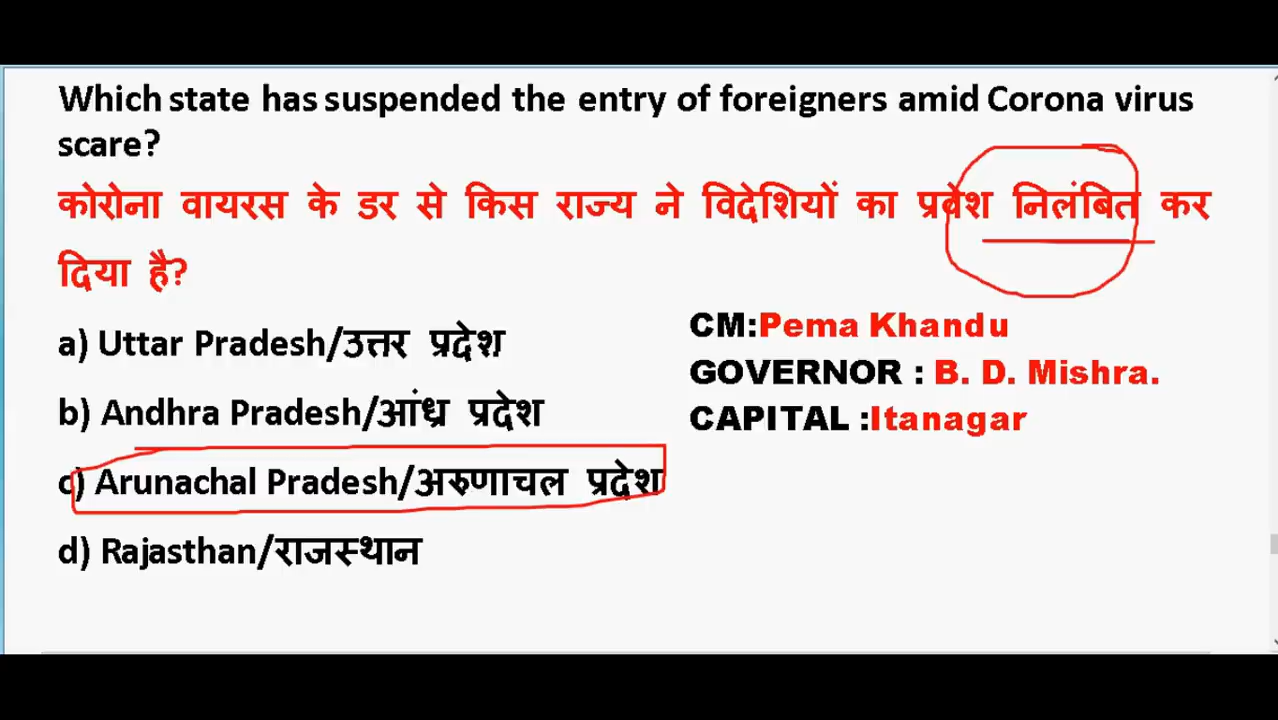 Which state has suspended the entry of foreigners amid Corona virus
scare?
कोरोना वायरस के डर से किस राज्य ने विदेशियों का प्रवेश निलंबित कर
दिया है?
a) Uttar Pradesh/उत्तर प्रदेश
b) Andhra Pradesh/आंध्र प्रदेश
c) Arunachal Pradesh/अरुणाचल प्रदेश
d) Rajasthan/राजस्थान
CM:Pema Khandu
GOVERNOR : B. D. Mishra.
CAPITAL :Itanagar